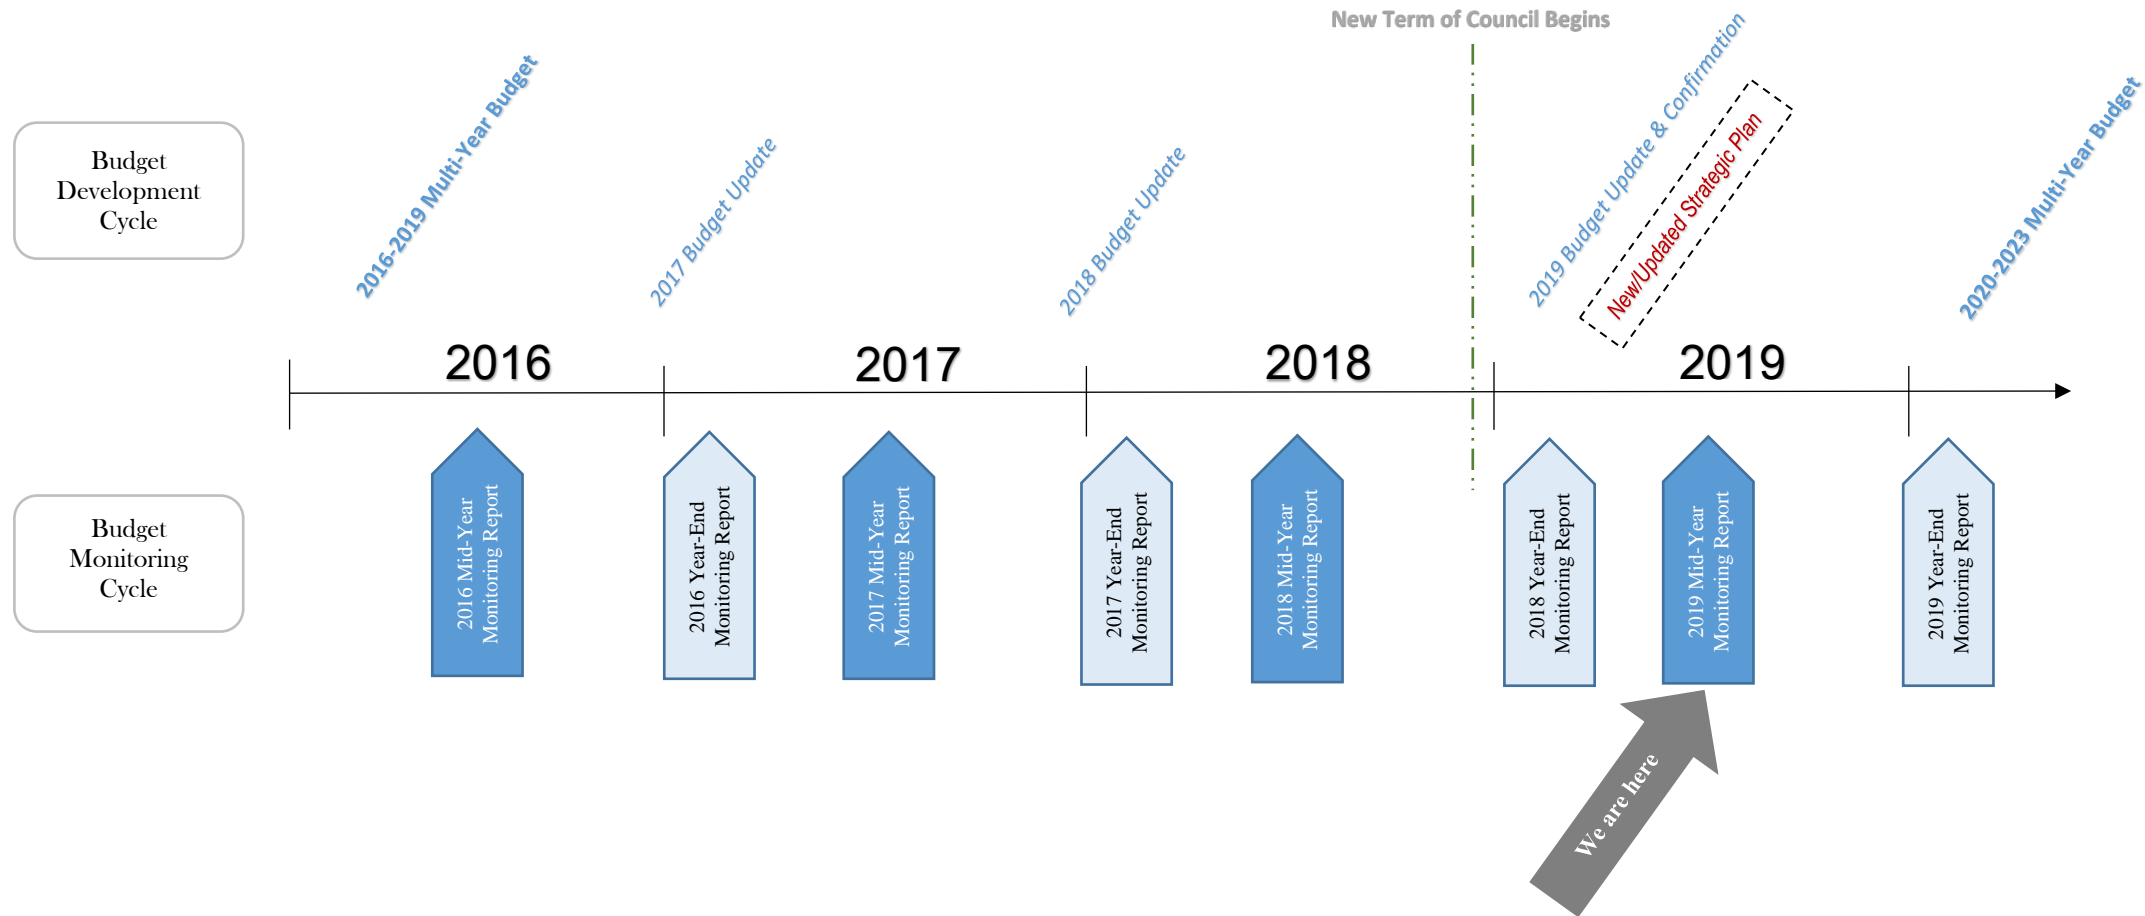 New Term of Council Begins
Budget
Development
Cycle
2016-2019 Multi-Year Budget
2017 Budget Update
2018 Budget Update
2019 Budget Update & Confirmation
New/Updated Strategic Plan
2020-2023 Multi-Year Budget
2016
2017
2018
2019
Budget
Monitoring
Cycle
2016 Mid-Year
Monitoring Report
2016 Year-End
Monitoring Report
2017 Mid-Year
Monitoring Report
2017 Year-End
Monitoring Report
2018 Mid-Year
Monitoring Report
2018 Year-End
Monitoring Report
2019 Mid-Year
Monitoring Report
2019 Year-End
Monitoring Report
We are here